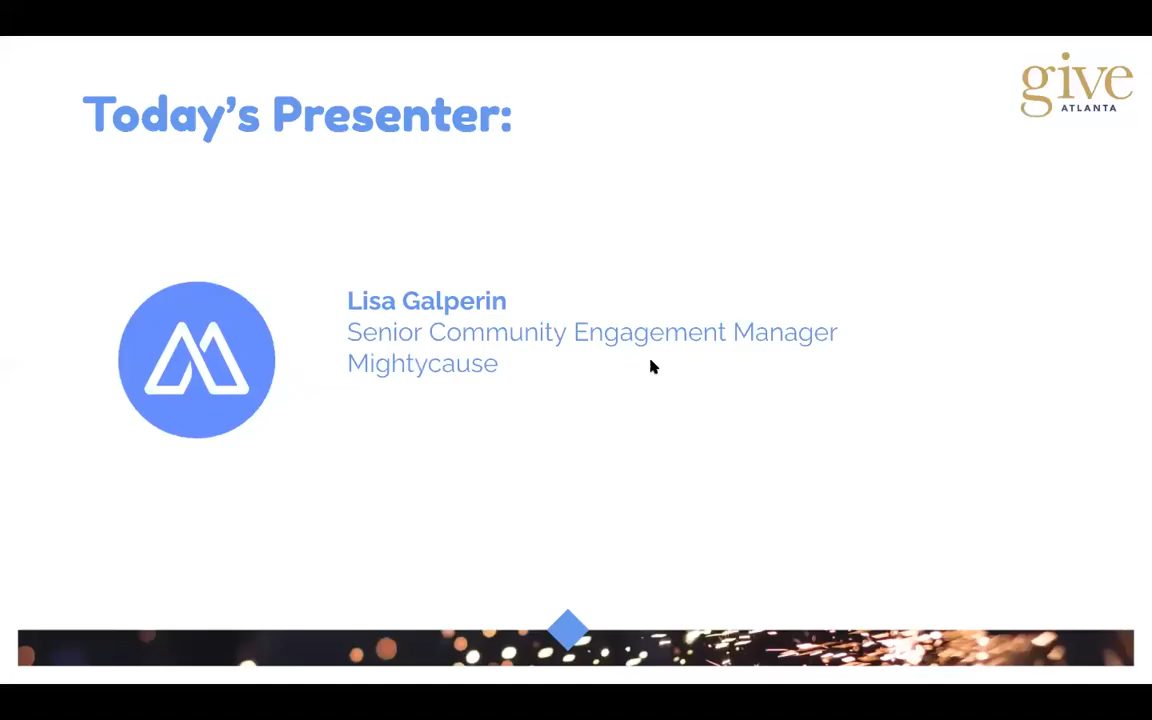 give
ATLANTA
Today’s Presenter:
Lisa Galperin
Senior Community Engagement Manager
Mightycause